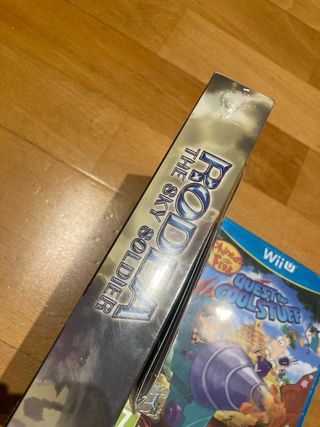 RODEA
THE SKY SOLDIER
Wii U
Phineas and Ferb
QUEST for
COOL STUFF